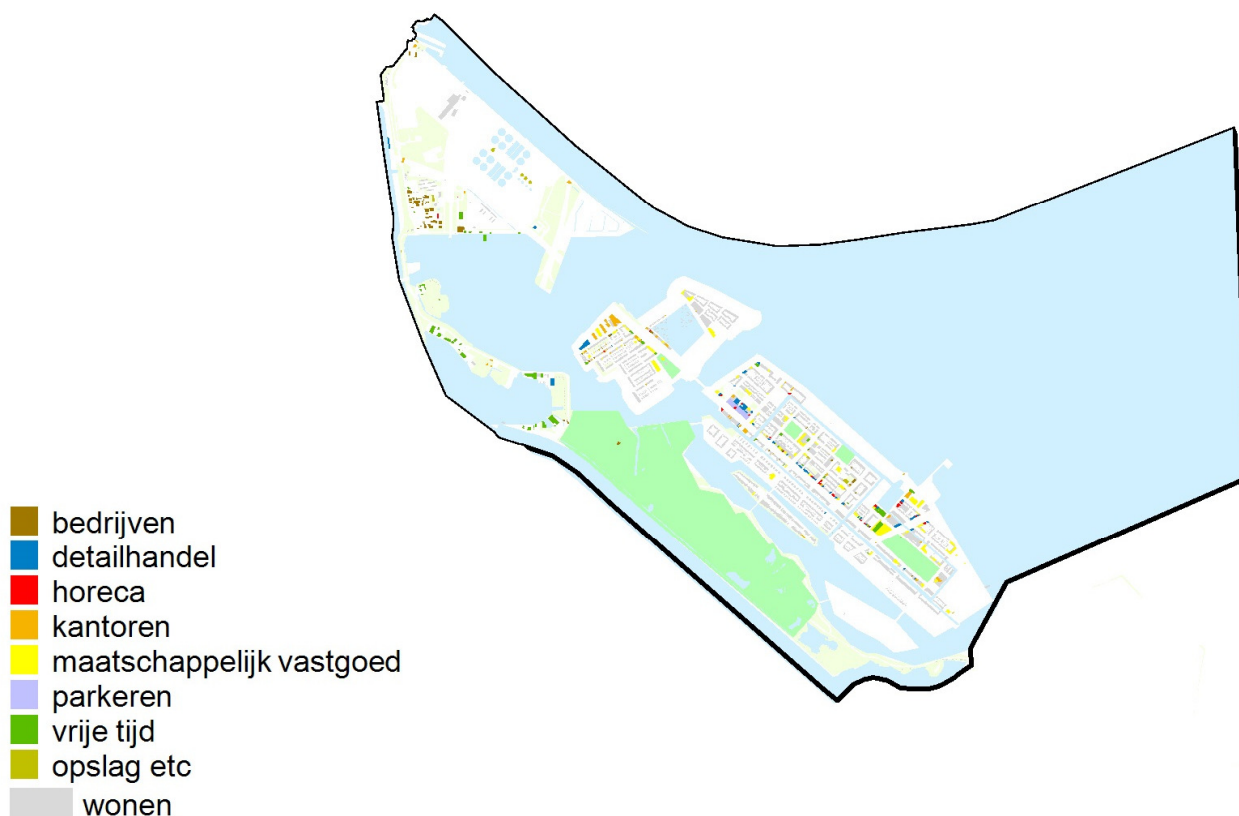 bedrijven
detailhandel
horeca
kantoren
maatschappelijk vastgoed
parkeren
vrije tijd
opslag etc
wonen